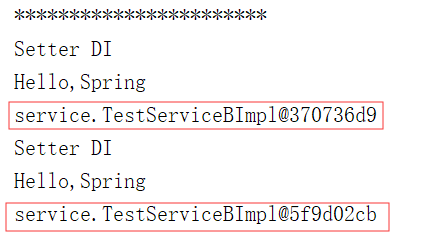 ***********************
Setter DI
Hello,Spring
service.TestServiceBImpl@370736d9
Setter DI
Hello,Spring
service.TestServiceBImpl@5f9d02cb